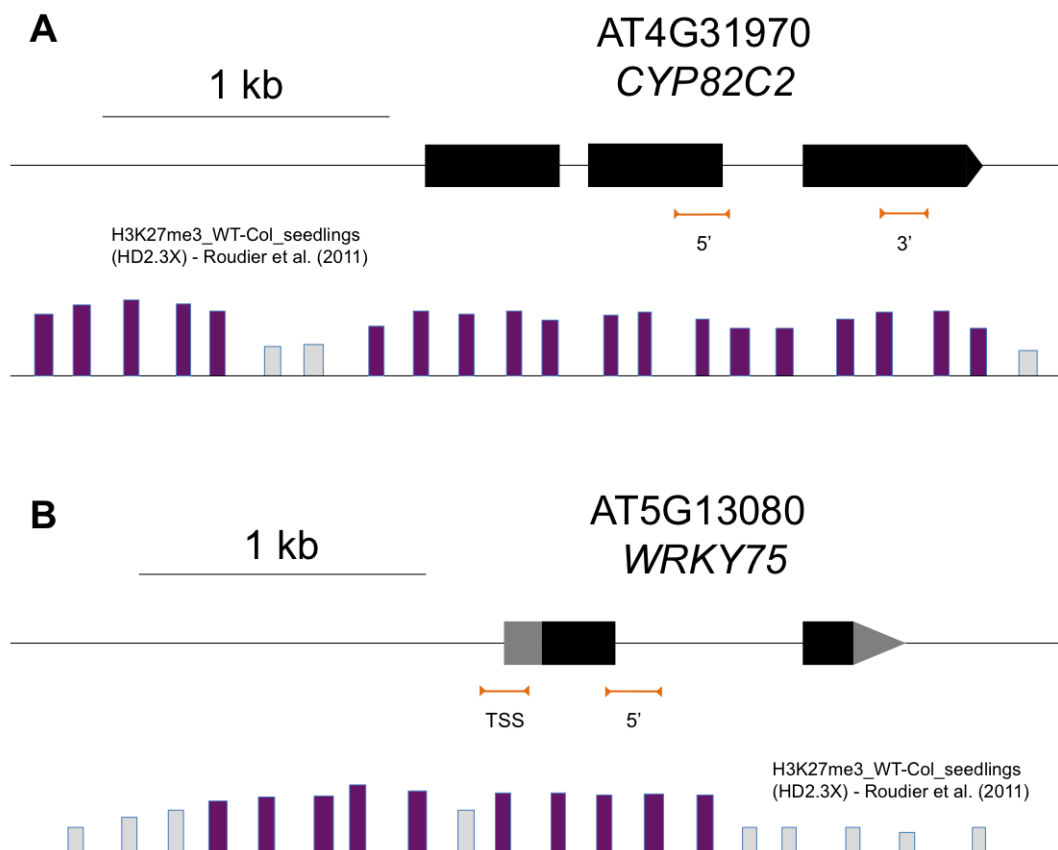 A
AT4G31970
CYP82C2
1 kb
5’
3’
H3K27me3_WT-Col_seedlings
(HD2.3X) - Roudier et al. (2011)
B
AT5G13080
WRKY75
1 kb
TSS
5’
H3K27me3_WT-Col_seedlings
(HD2.3X) - Roudier et al. (2011)